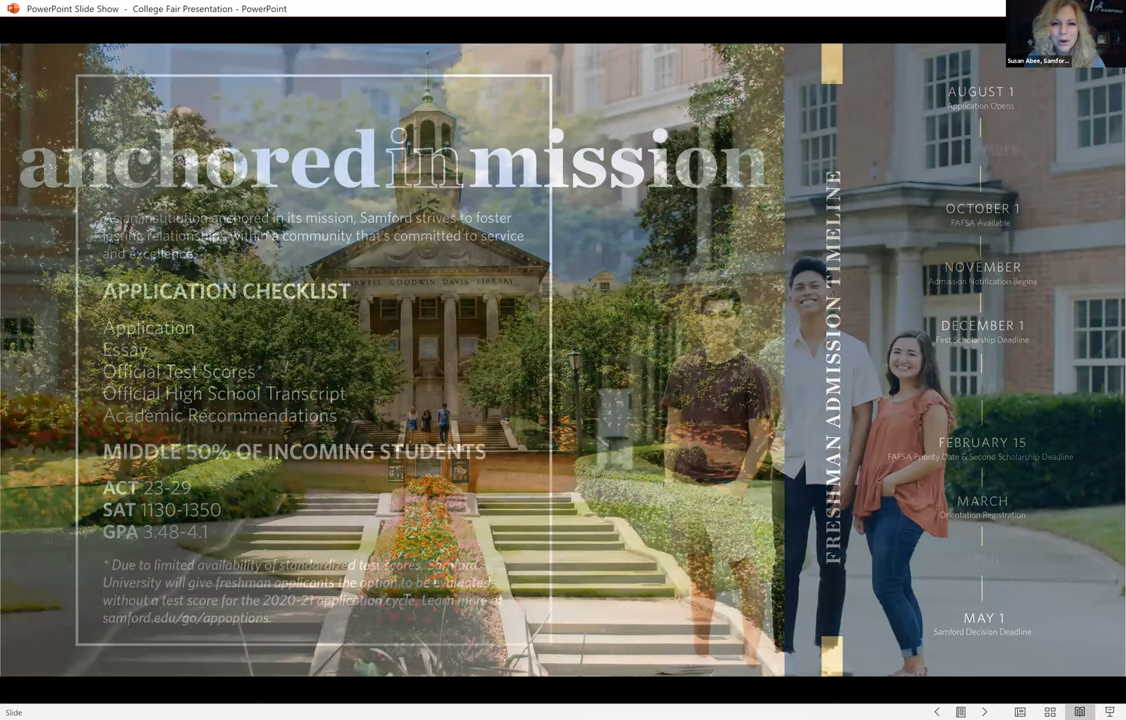 PowerPoint Slide Show - College Fair Presentation - PowerPoint
Susan Abee, Samfor...
anchored in mission
As an institution anchored in its mission, Samford strives to foster
lasting relationships within a community that's committed to service
and excellence.
HARWELL GOODWIN DAVIS LIBRARY
APPLICATION CHECKLIST
Application
Essay
Official Test Scores*
Official High School Transcript
Academic Recommendations
MIDDLE 50% OF INCOMING STUDENTS
ACT 23-29
SAT 1130-1350
GPA 3.48-4.1
* Due to limited availability of standardized test scores, Samford
University will give freshman applicants the option to be evaluated
without a test score for the 2020-21 application cycle. Learn more at
samford.edu/go/appoptions.
FRESHMAN ADMISSION TIMELINE
AUGUST 1
Application Opens
OCTOBER 1
FAFSA Available
NOVEMBER
Admission Notification Begins
DECEMBER 1
First Scholarship Deadline
FEBRUARY 15
FAFSA Priority Date & Second Scholarship Deadline
MARCH
Orientation Registration
MAY 1
Samford Decision Deadline
Slide